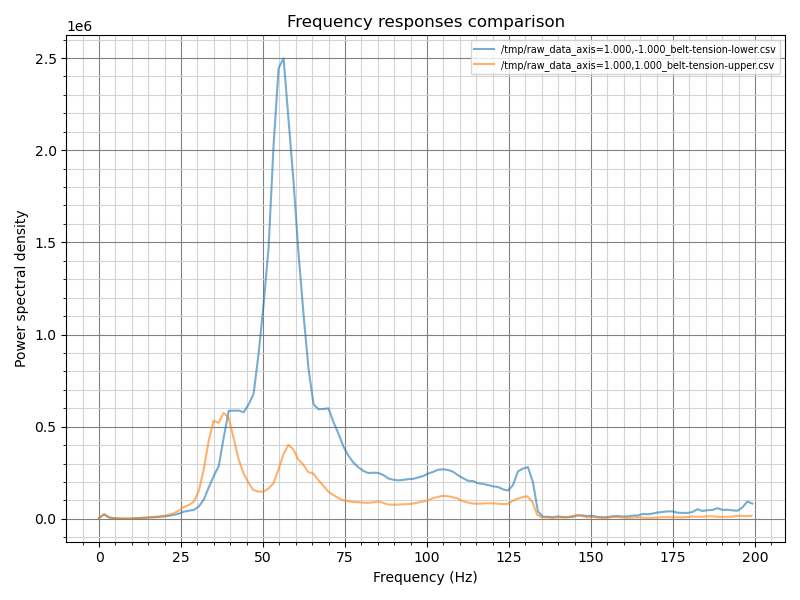 Frequency responses comparison
1e6
/tmp/raw_data_axis=1.000,-1.000_belt-tension-lower.csv
/tmp/raw_data_axis=1.000,1.000_belt-tension-upper.csv
2.5
2.0
1.5
1.0
0.5
0.0
Power spectral density
0 25 50 75 100 125 150 175 200
Frequency (Hz)